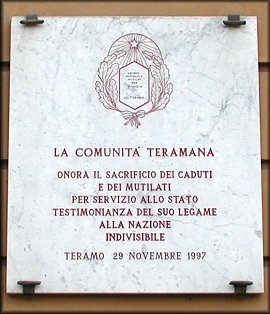 LA COMUNITÀ TERAMANA
ONORA IL SACRIFICIO DEI CADUTI
E DEI MUTILATI
PER SERVIZIO ALLO STATO
TESTIMONIANZA DEL SUO LEGAME
ALLA NAZIONE
INDIVISIBILE
TERAMO 29 NOVEMBRE 1997